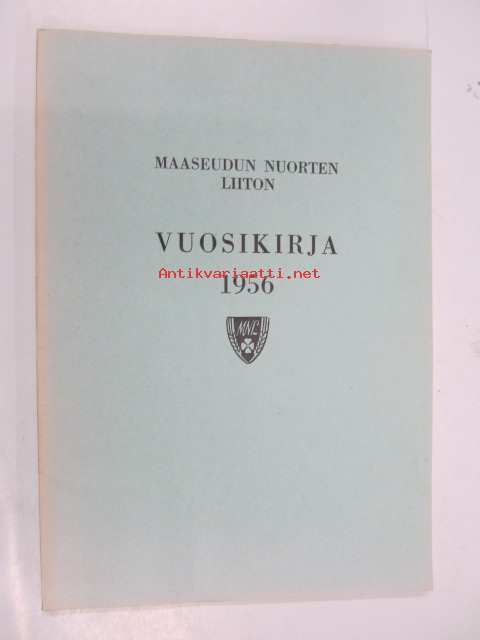 MAASEUDUN NUORTEN
LIITON
VUOSIKIRJA
Antikvariaatti.net
1956
MNL